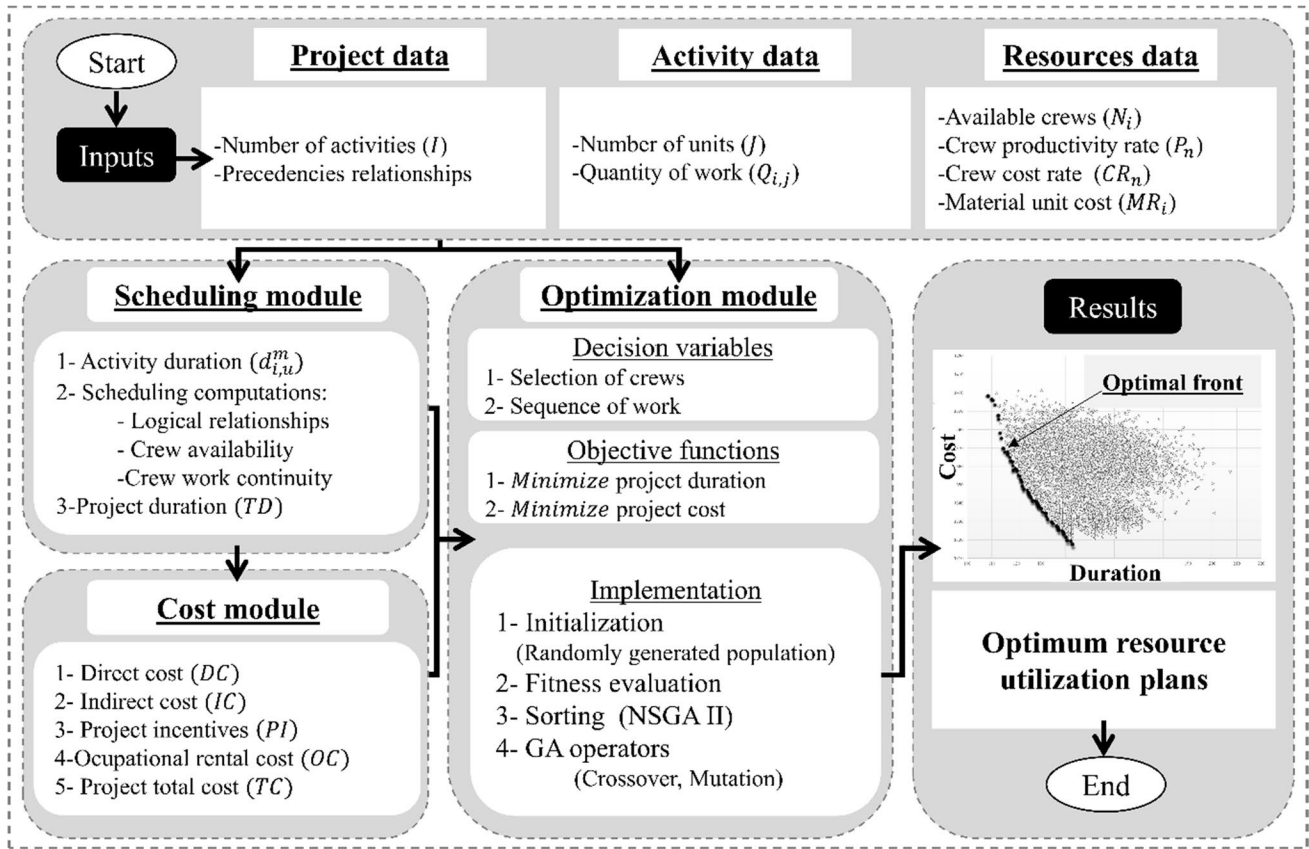 Start
Inputs
Project data
-Number of activities (I)
-Precedencies relationships
Activity data
-Number of units (J)
-Quantity of work (Q_{i,j})
Resources data
-Available crews (N_i)
-Crew productivity rate (P_n)
-Crew cost rate (CR_n)
-Material unit cost (MR_i)
Scheduling module
1- Activity duration (d_{i,u}^m)
2- Scheduling computations:
- Logical relationships
- Crew availability
-Crew work continuity
3-Project duration (TD)
Cost module
1- Direct cost (DC)
2- Indirect cost (IC)
3- Project incentives (PI)
4-Ocupational rental cost (OC)
5- Project total cost (TC)
Optimization module
Decision variables
1- Selection of crews
2- Sequence of work
Objective functions
1- Minimize project duration
2- Minimize project cost
Implementation
1- Initialization
(Randomly generated population)
2- Fitness evaluation
3- Sorting (NSGA II)
4- GA operators
(Crossover, Mutation)
Results
Optimal front
Cost
Duration
Optimum resource
utilization plans
End